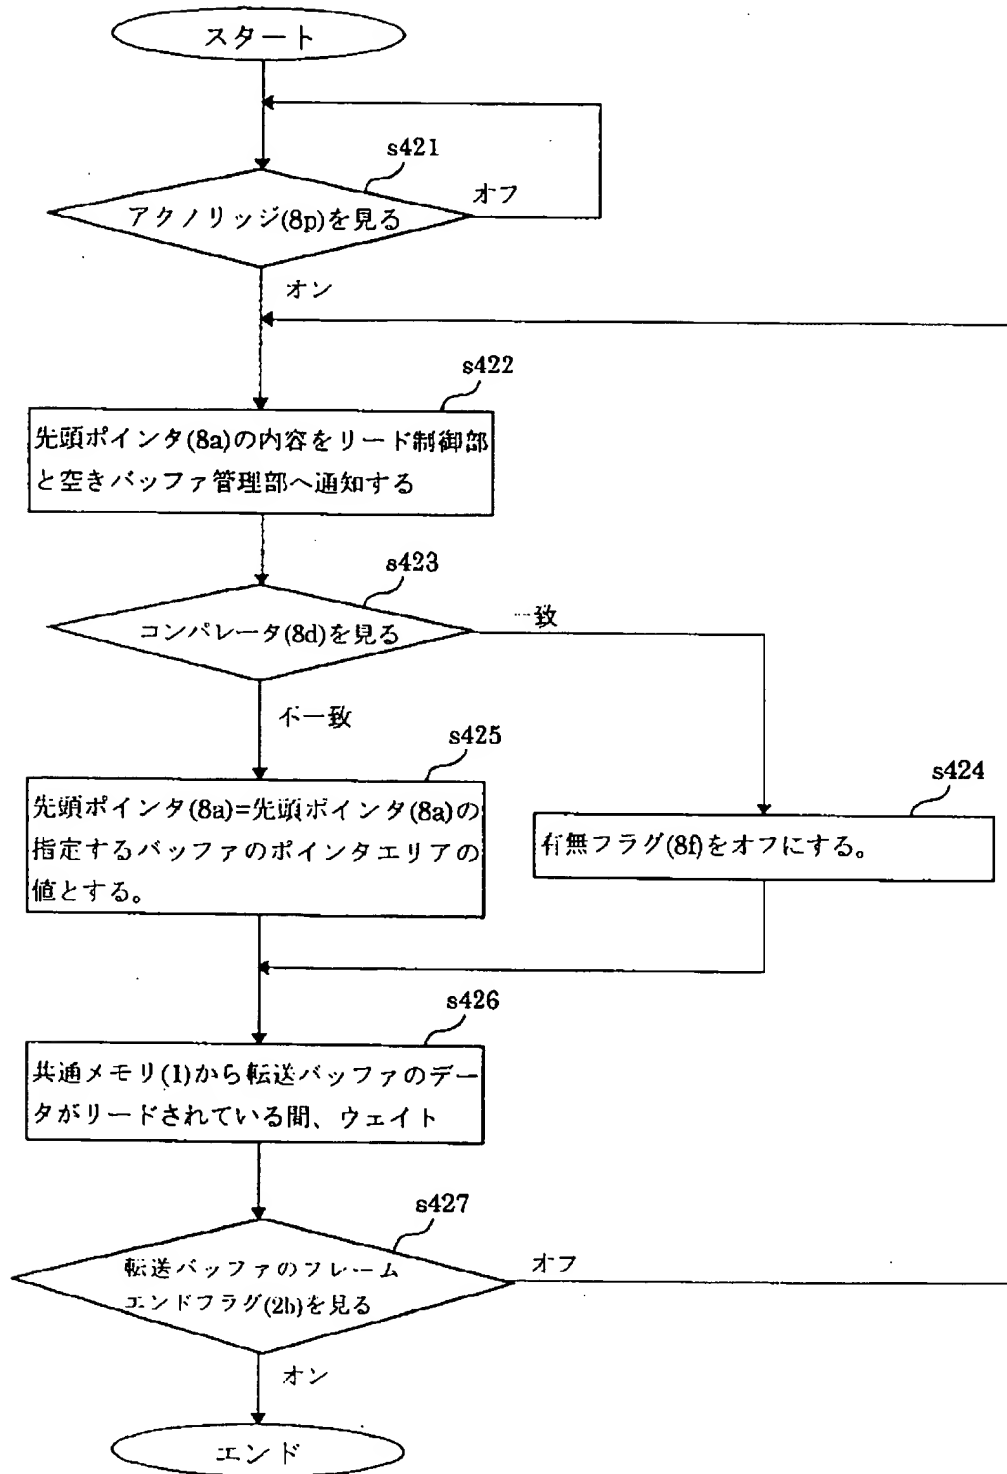 スタート
s421
アクノリッジ(8p)を見る
オフ
オン
s422
先頭ポインタ(8a)の内容をリード制御部
と空きバッファ管理部へ通知する
s423
コンパレータ(8d)を見る
一致
不一致
s425
先頭ポインタ(8a)=先頭ポインタ(8a)の
指定するバッファのポインタエリアの
値とする。
s424
有無フラグ(8f)をオフにする。
s426
共通メモリ(1)から転送バッファのデー
タがリードされている間、ウェイト
s427
転送バッファのフレーム
エンドフラグ(2b)を見る
オフ
オン
エンド